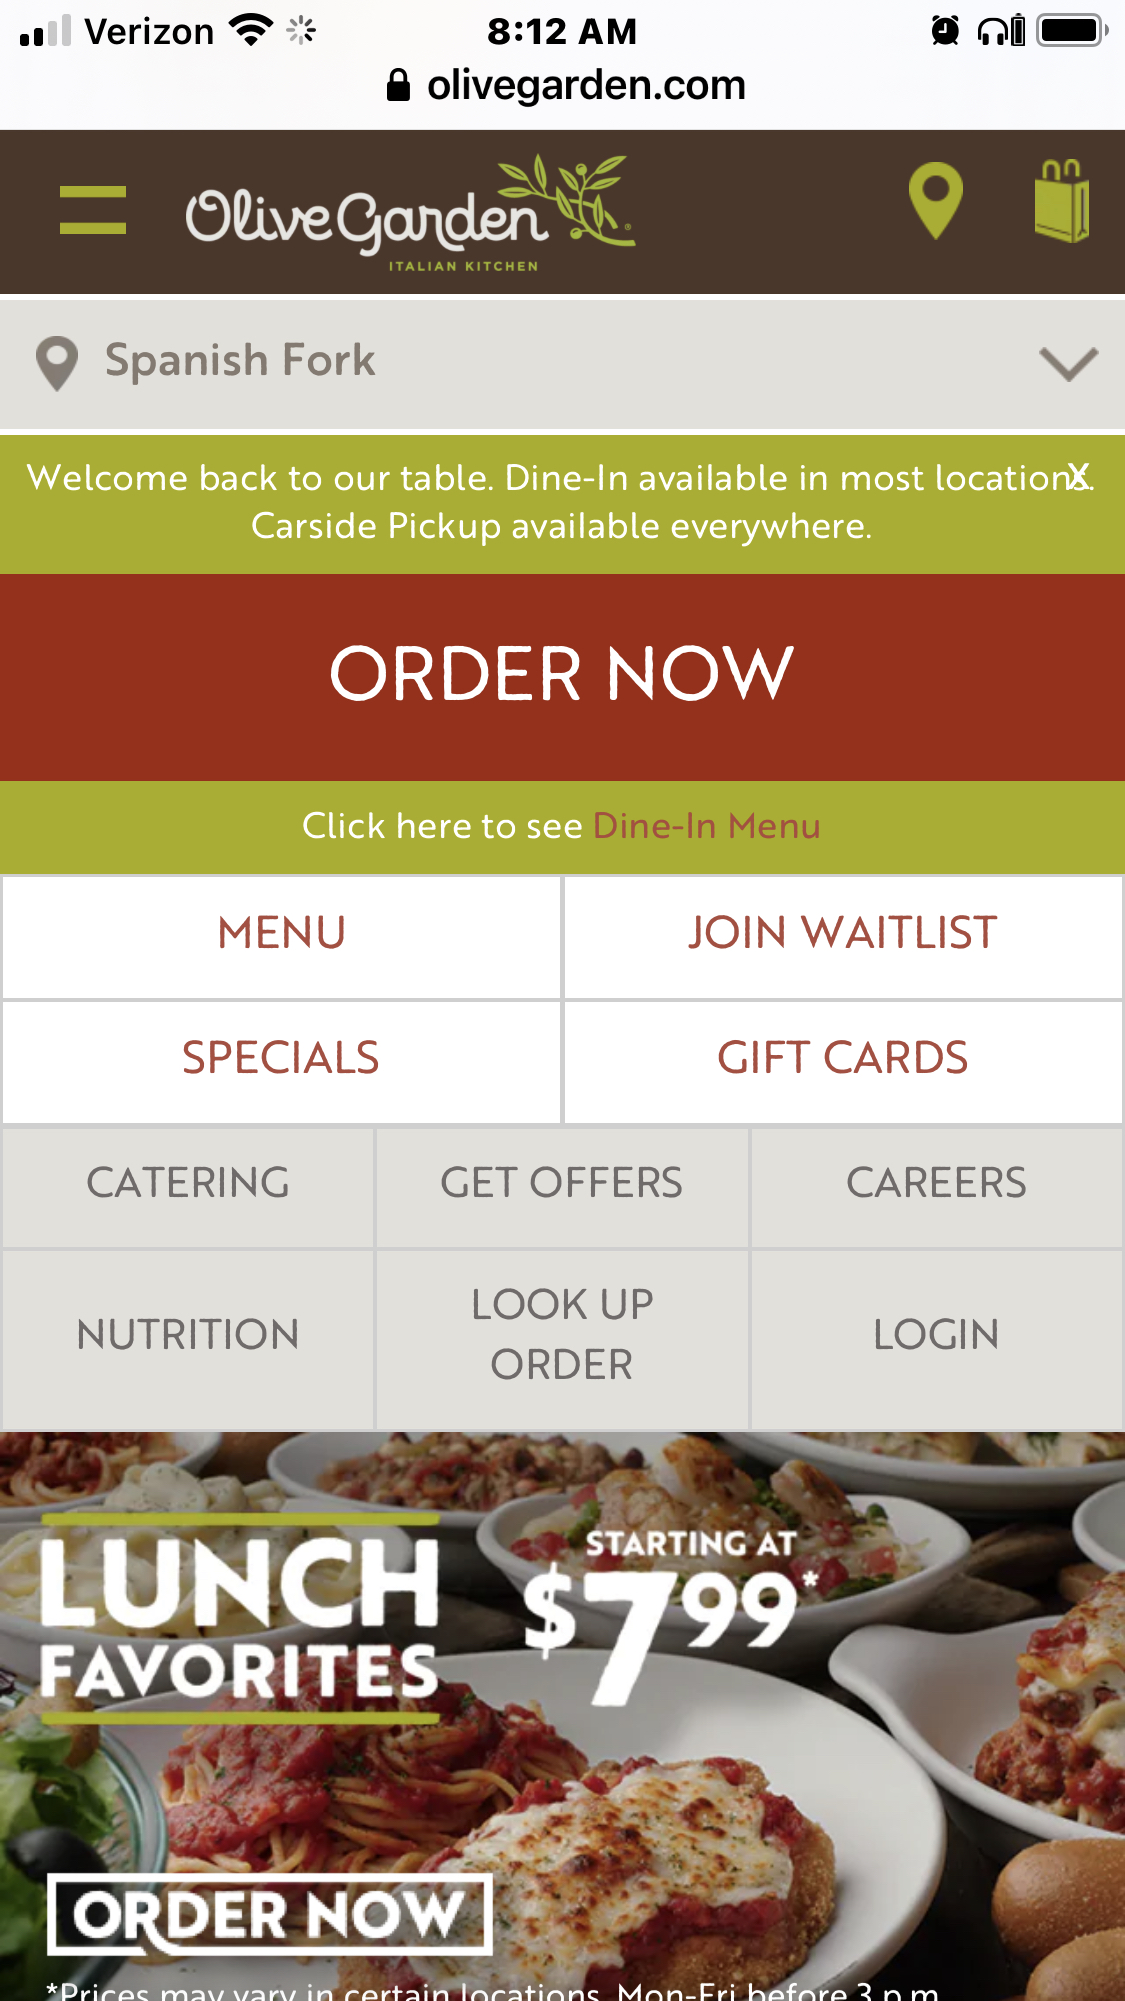 Verizon 8:12 AM
olivegarden.com
Olive Garden
ITALIAN KITCHEN
Spanish Fork
Welcome back to our table. Dine-In available in most locations. X
Carside Pickup available everywhere.
ORDER NOW
Click here to see Dine-In Menu
MENU JOIN WAITLIST
SPECIALS GIFT CARDS
CATERING GET OFFERS CAREERS
NUTRITION LOOK UP ORDER LOGIN
LUNCH
FAVORITES
STARTING AT
$7.99*
ORDER NOW
*Prices may vary in certain locations. Mon-Fri before 3 p.m.